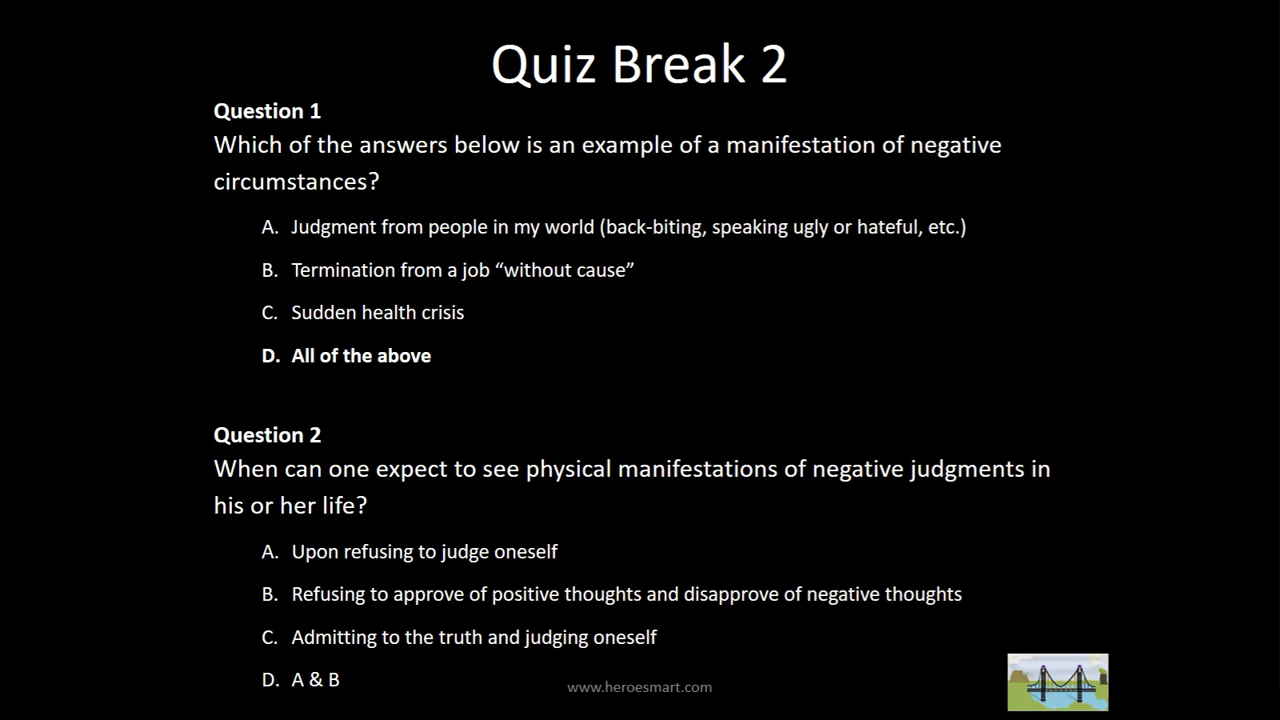 Quiz Break 2
Question 1
Which of the answers below is an example of a manifestation of negative
circumstances?
A. Judgment from people in my world (back-biting, speaking ugly or hateful, etc.)
B. Termination from a job “without cause”
C. Sudden health crisis
D. All of the above
Question 2
When can one expect to see physical manifestations of negative judgments in
his or her life?
A. Upon refusing to judge oneself
B. Refusing to approve of positive thoughts and disapprove of negative thoughts
C. Admitting to the truth and judging oneself
D. A & B
www.heroesmart.com